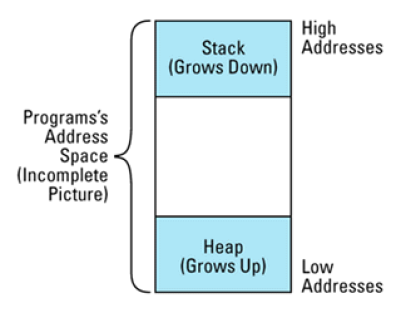 High
Addresses
Stack
(Grows Down)
Programs's
Address
Space
(Incomplete
Picture)
Heap
(Grows Up)
Low
Addresses